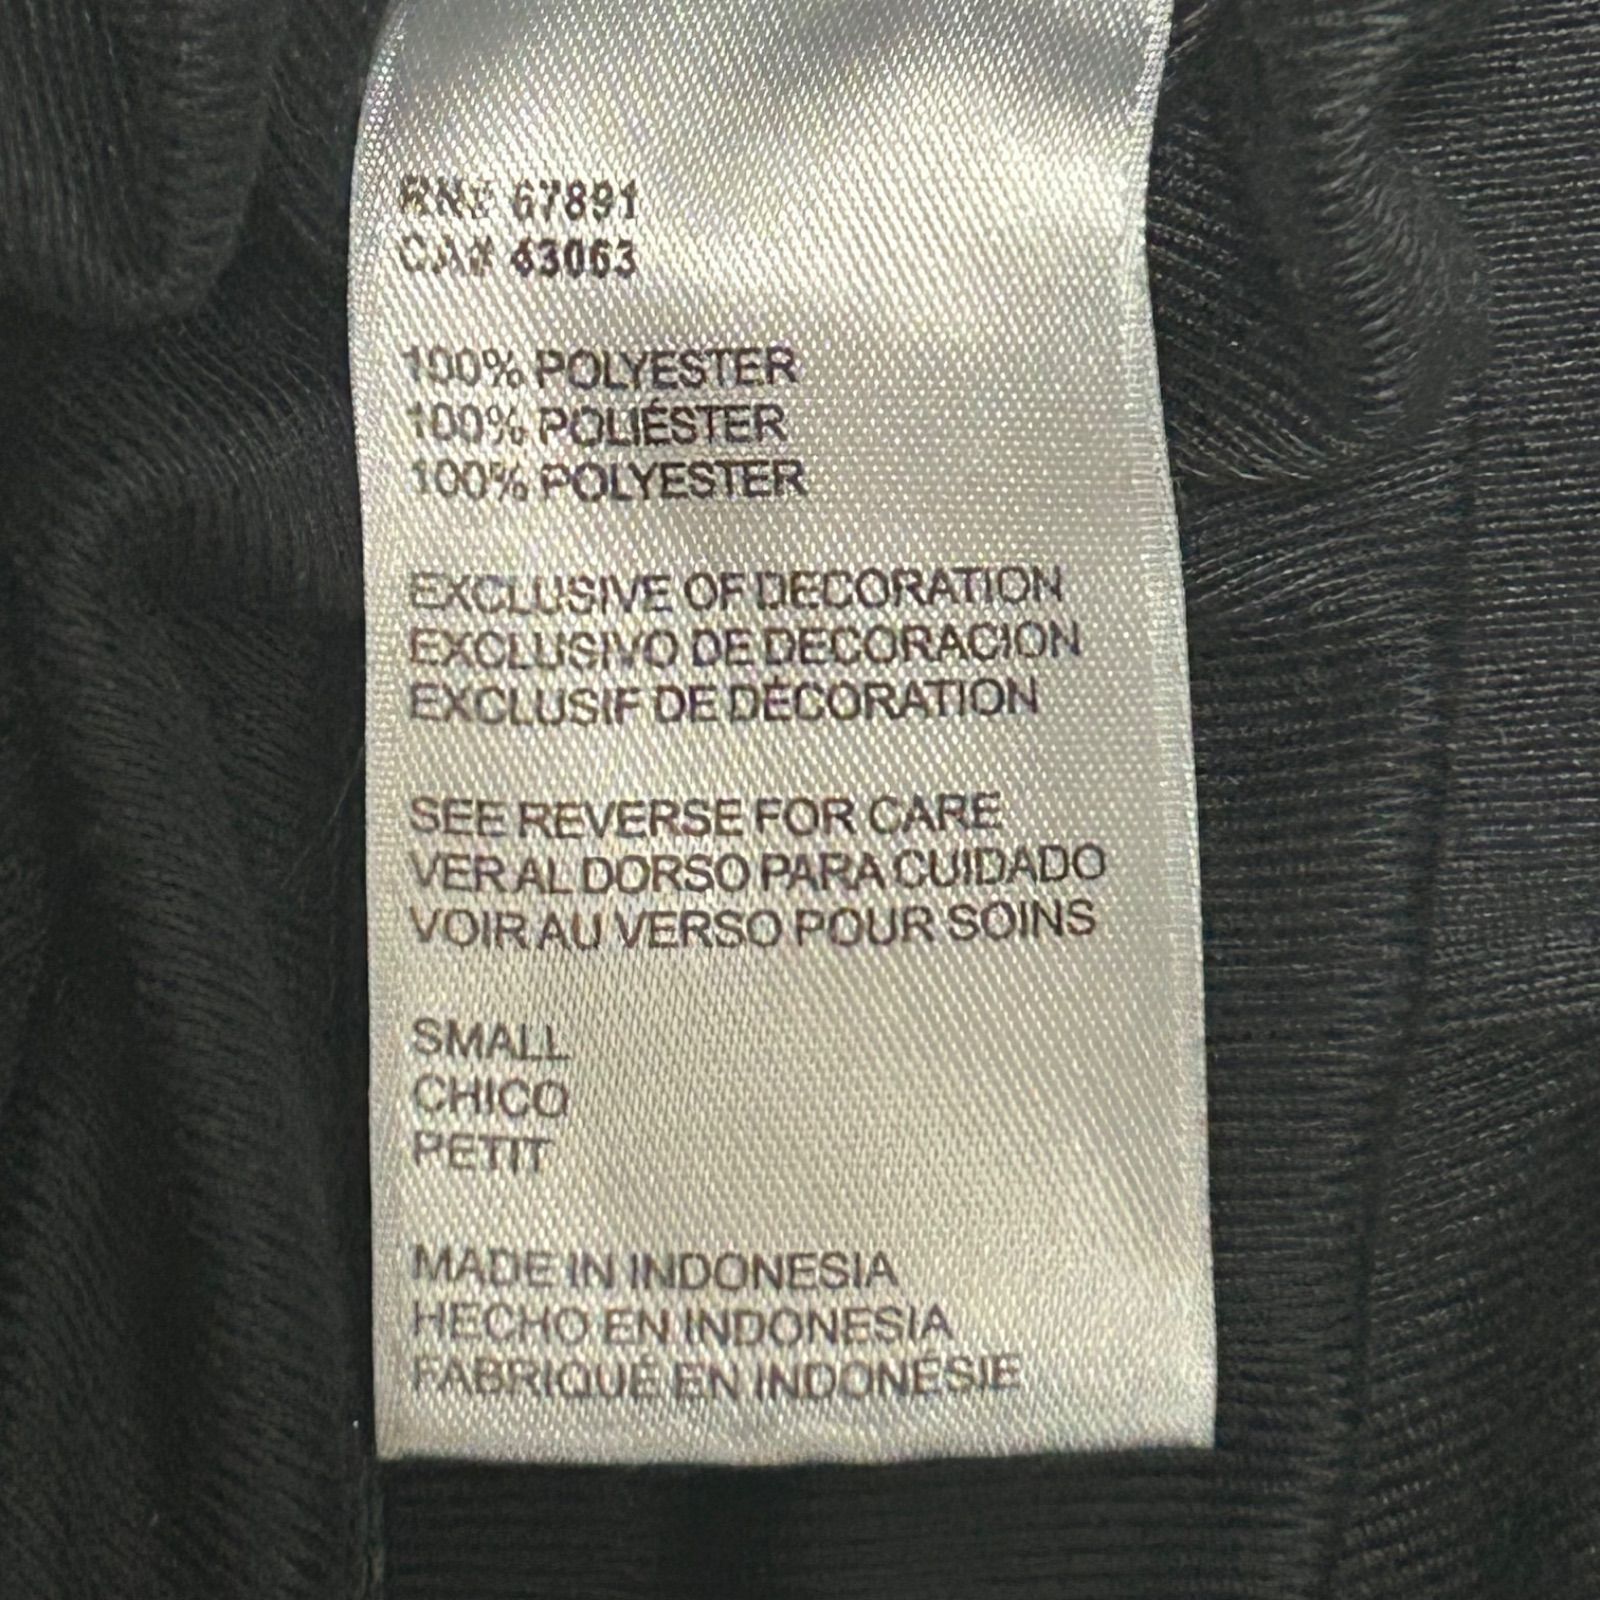 RN# 67891
CA# 43063
100% POLYESTER
100% POLIÉSTER
100% POLYESTER
EXCLUSIVE OF DECORATION
EXCLUSIVO DE DECORACION
EXCLUSIF DE DÉCORATION
SEE REVERSE FOR CARE
VER AL DORSO PARA CUIDADO
VOIR AU VERSO POUR SOINS
SMALL
CHICO
PETIT
MADE IN INDONESIA
HECHO EN INDONESIA
FABRIQUÉ EN INDONÉSIE